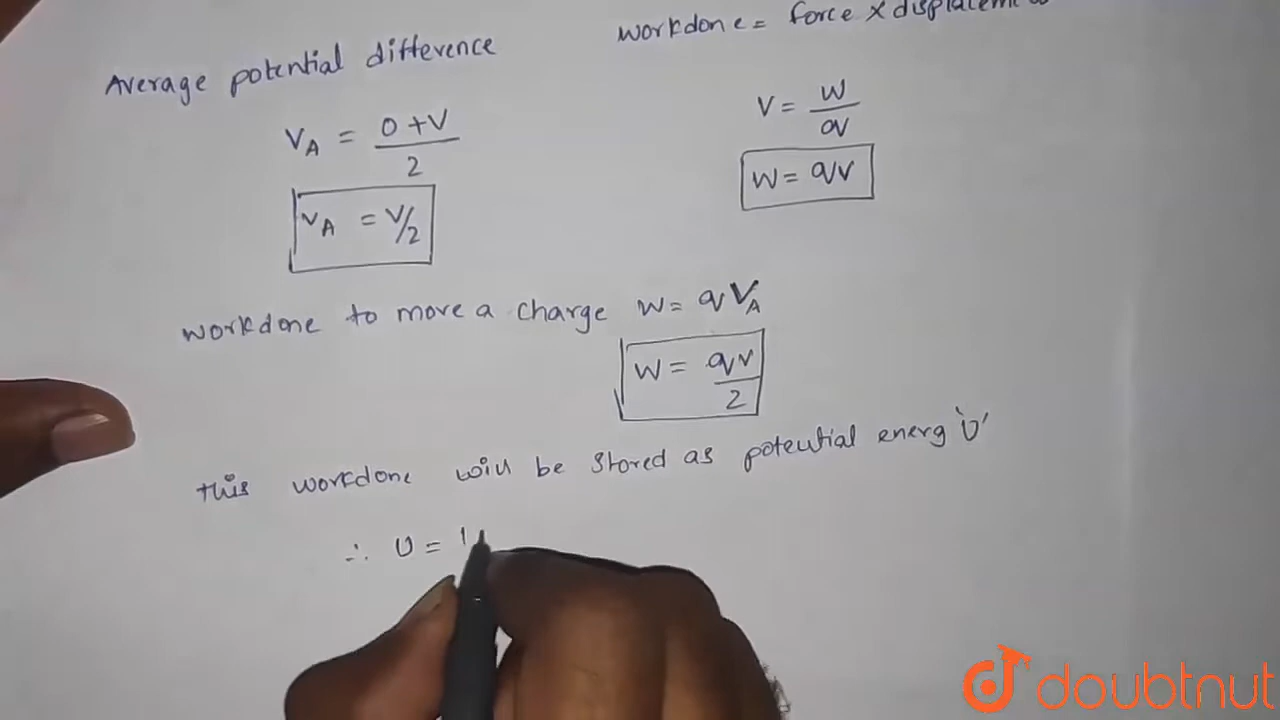 workdone = force × displacem
Average potential difference
V_A = 0+V/2
V = W/qV
V_A = V/2
W = qV
workdone to move a charge W = qV_A
W = qV/2
this workdone will be stored as potential energ 'U'
∴ U =
doubtnut